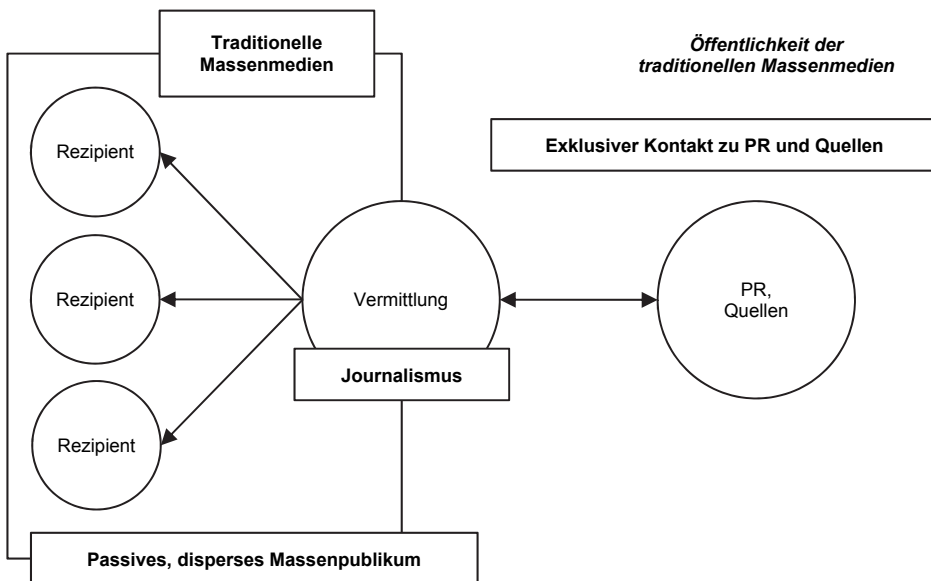 Traditionelle
Massenmedien
Öffentlichkeit der
traditionellen Massenmedien
Rezipient
Exklusiver Kontakt zu PR und Quellen
Rezipient
Vermittlung
PR,
Quellen
Journalismus
Rezipient
Passives, disperses Massenpublikum